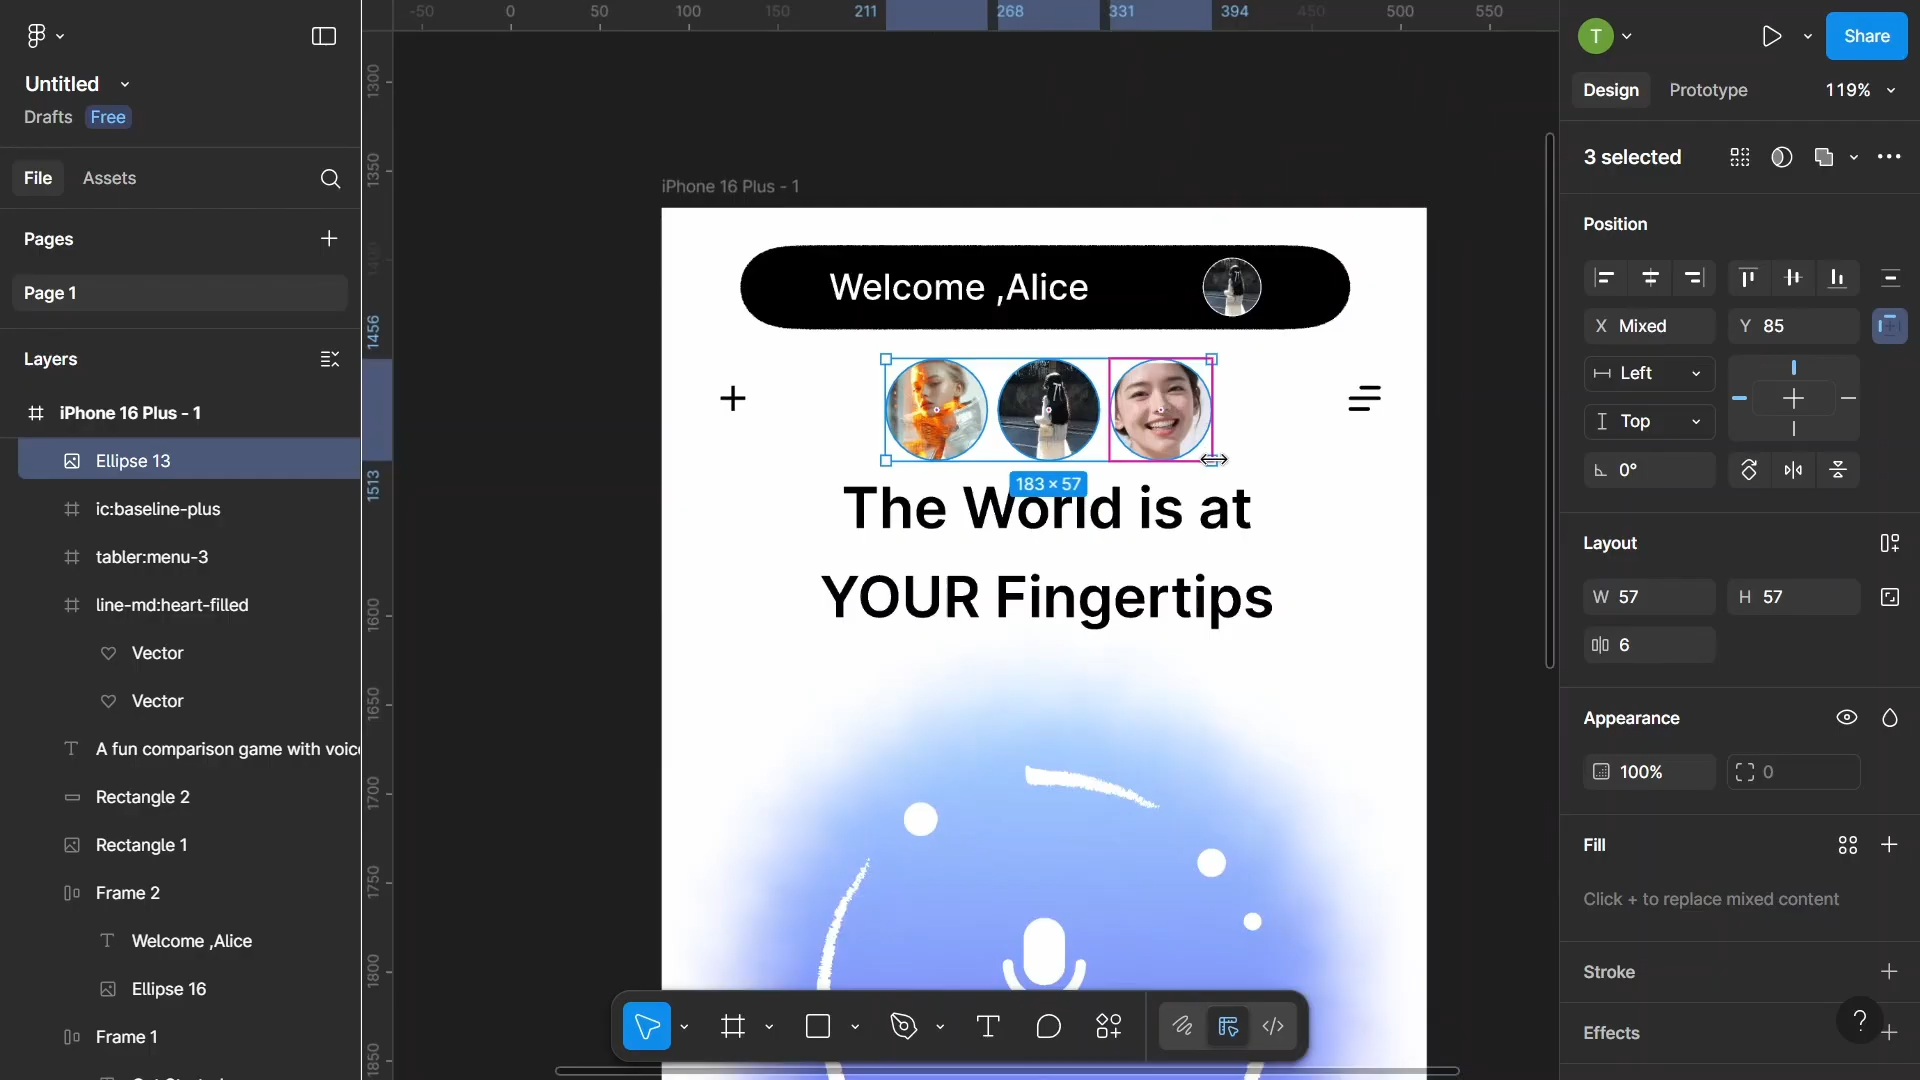 Untitled
Drafts Free
File Assets
Pages
Page 1
Layers
iPhone 16 Plus - 1
Ellipse 13
ic:baseline-plus
tabler:menu-3
line-md:heart-filled
Vector
Vector
A fun comparison game with voic
Rectangle 2
Rectangle 1
Frame 2
Welcome ,Alice
Ellipse 16
Frame 1
-50 0 50 100 150 211 268 331 394 450 500 550
1300
1350
1400
1456
1513
1600
1650
1700
1750
1800
1850
iPhone 16 Plus - 1
Welcome ,Alice
183 × 57
The World is at
YOUR Fingertips
T
Share
Design Prototype 119%
3 selected
Position
X Mixed Y 85
Left
Top
0°
Layout
W 57 H 57
6
Appearance
100% 0
Fill
Click + to replace mixed content
Stroke
Effects
?